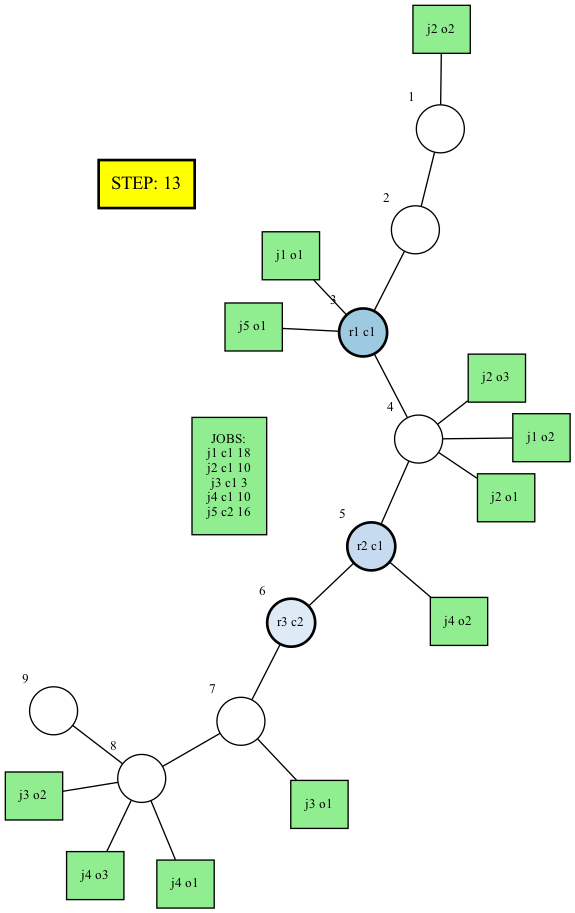 j2 o2
1
STEP: 13
2
j1 o1
3
j5 o1
r1 c1
j2 o3
4
j1 o2
JOBS:
j1 c1 18
j2 c1 10
j3 c1 3
j4 c1 10
j5 c2 16
j2 o1
5
r2 c1
6
r3 c2
j4 o2
9
7
8
j3 o2
j3 o1
j4 o3
j4 o1